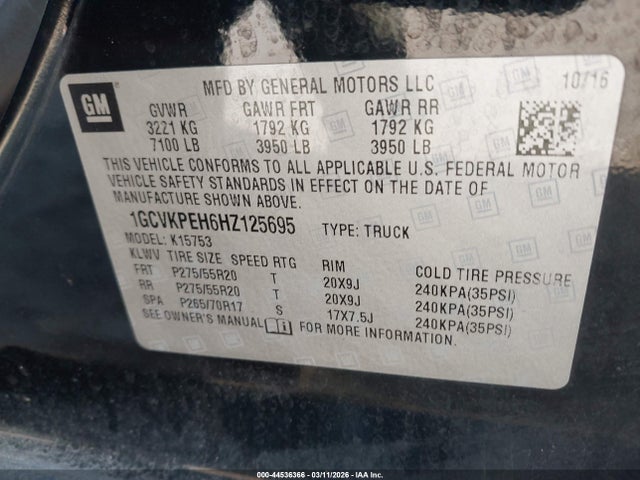 GM
MFD BY GENERAL MOTORS LLC 10/16
GVWR GAWR FRT GAWR RR
3221 KG 1792 KG 1792 KG
7100 LB 3950 LB 3950 LB
THIS VEHICLE CONFORMS TO ALL APPLICABLE U.S. FEDERAL MOTOR
VEHICLE SAFETY STANDARDS IN EFFECT ON THE DATE OF
MANUFACTURE SHOWN ABOVE.
1GCVKPEH6HZ125695 TYPE: TRUCK
MODEL: K15753
KLWV TIRE SIZE SPEED RTG RIM COLD TIRE PRESSURE
FRT P275/55R20 T 20X9J 240KPA(35PSI)
RR P275/55R20 T 20X9J 240KPA(35PSI)
SPA P265/70R17 S 17X7.5J 240KPA(35PSI)
SEE OWNER'S MANUAL FOR MORE INFORMATION.
000-44536366 - 03/11/2026 - IAA Inc.